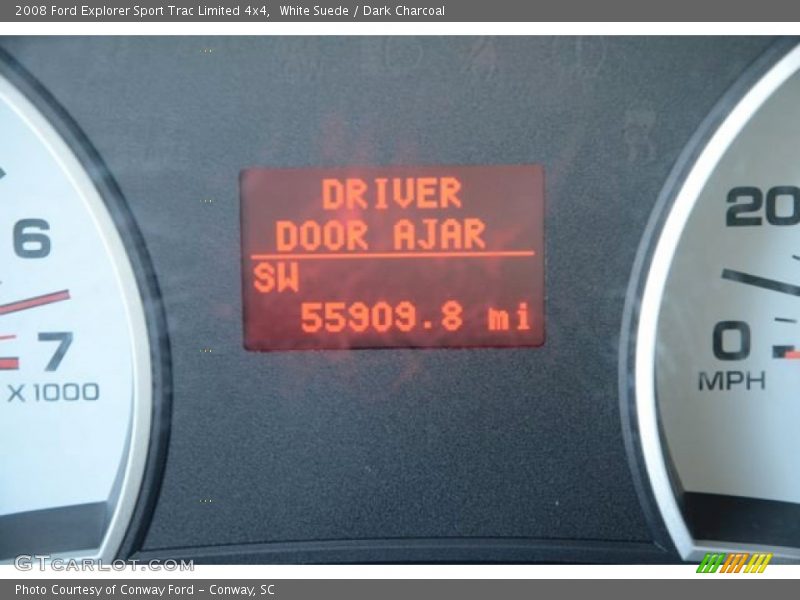 2008 Ford Explorer Sport Trac Limited 4x4, White Suede / Dark Charcoal
DRIVER
DOOR AJAR
SW
55909.8 mi
6
7
X 1000
20
0
MPH
GTCARLOT.COM
Photo Courtesy of Conway Ford - Conway, SC